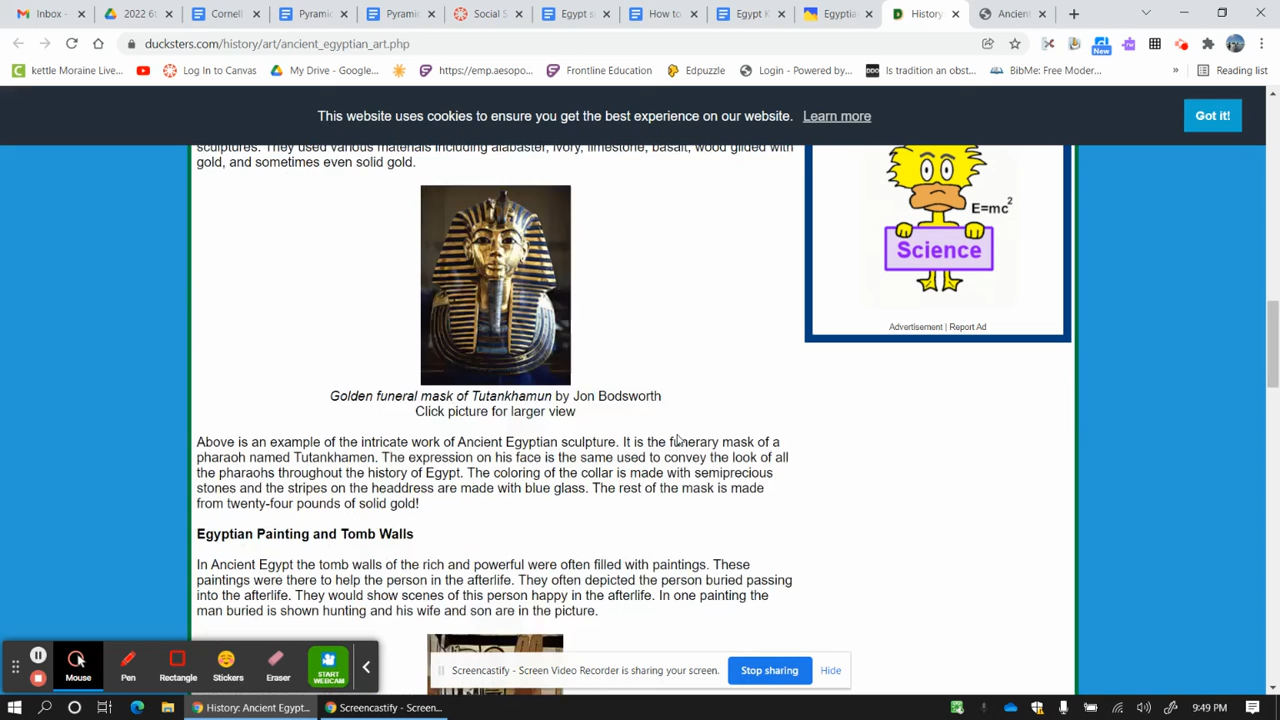 Inbox -
2022 6t
Cornell
Pyramic
Pyramic
Social S
Egypt s
How to
Egypt K
Egyptia
History:
Ancient
ducksters.com/history/art/ancient_egyptian_art.php
New
kettle Moraine Live...
Log In to Canvas
My Drive - Google...
https://emp.aesopo...
Frontline Education
Edpuzzle
Login - Powered by...
DDO
Is tradition an obst...
BibMe: Free Moder...
»
Reading list
This website uses cookies to ensure you get the best experience on our website. Learn more
Got it!
sculptures. They used various materials including alabaster, ivory, limestone, basalt, wood gilded with
gold, and sometimes even solid gold.
E=mc²
Science
Advertisement | Report Ad
Golden funeral mask of Tutankhamun by Jon Bodsworth
Click picture for larger view
Above is an example of the intricate work of Ancient Egyptian sculpture. It is the funerary mask of a
pharaoh named Tutankhamen. The expression on his face is the same used to convey the look of all
the pharaohs throughout the history of Egypt. The coloring of the collar is made with semiprecious
stones and the stripes on the headdress are made with blue glass. The rest of the mask is made
from twenty-four pounds of solid gold!
Egyptian Painting and Tomb Walls
In Ancient Egypt the tomb walls of the rich and powerful were often filled with paintings. These
paintings were there to help the person in the afterlife. They often depicted the person buried passing
into the afterlife. They would show scenes of this person happy in the afterlife. In one painting the
man buried is shown hunting and his wife and son are in the picture.
Mouse
Pen
Rectangle
Stickers
Eraser
START
WEBCAM
Screencastify - Screen Video Recorder is sharing your screen.
Stop sharing
Hide
History: Ancient Egypt...
Screencastify - Screen...
9:49 PM